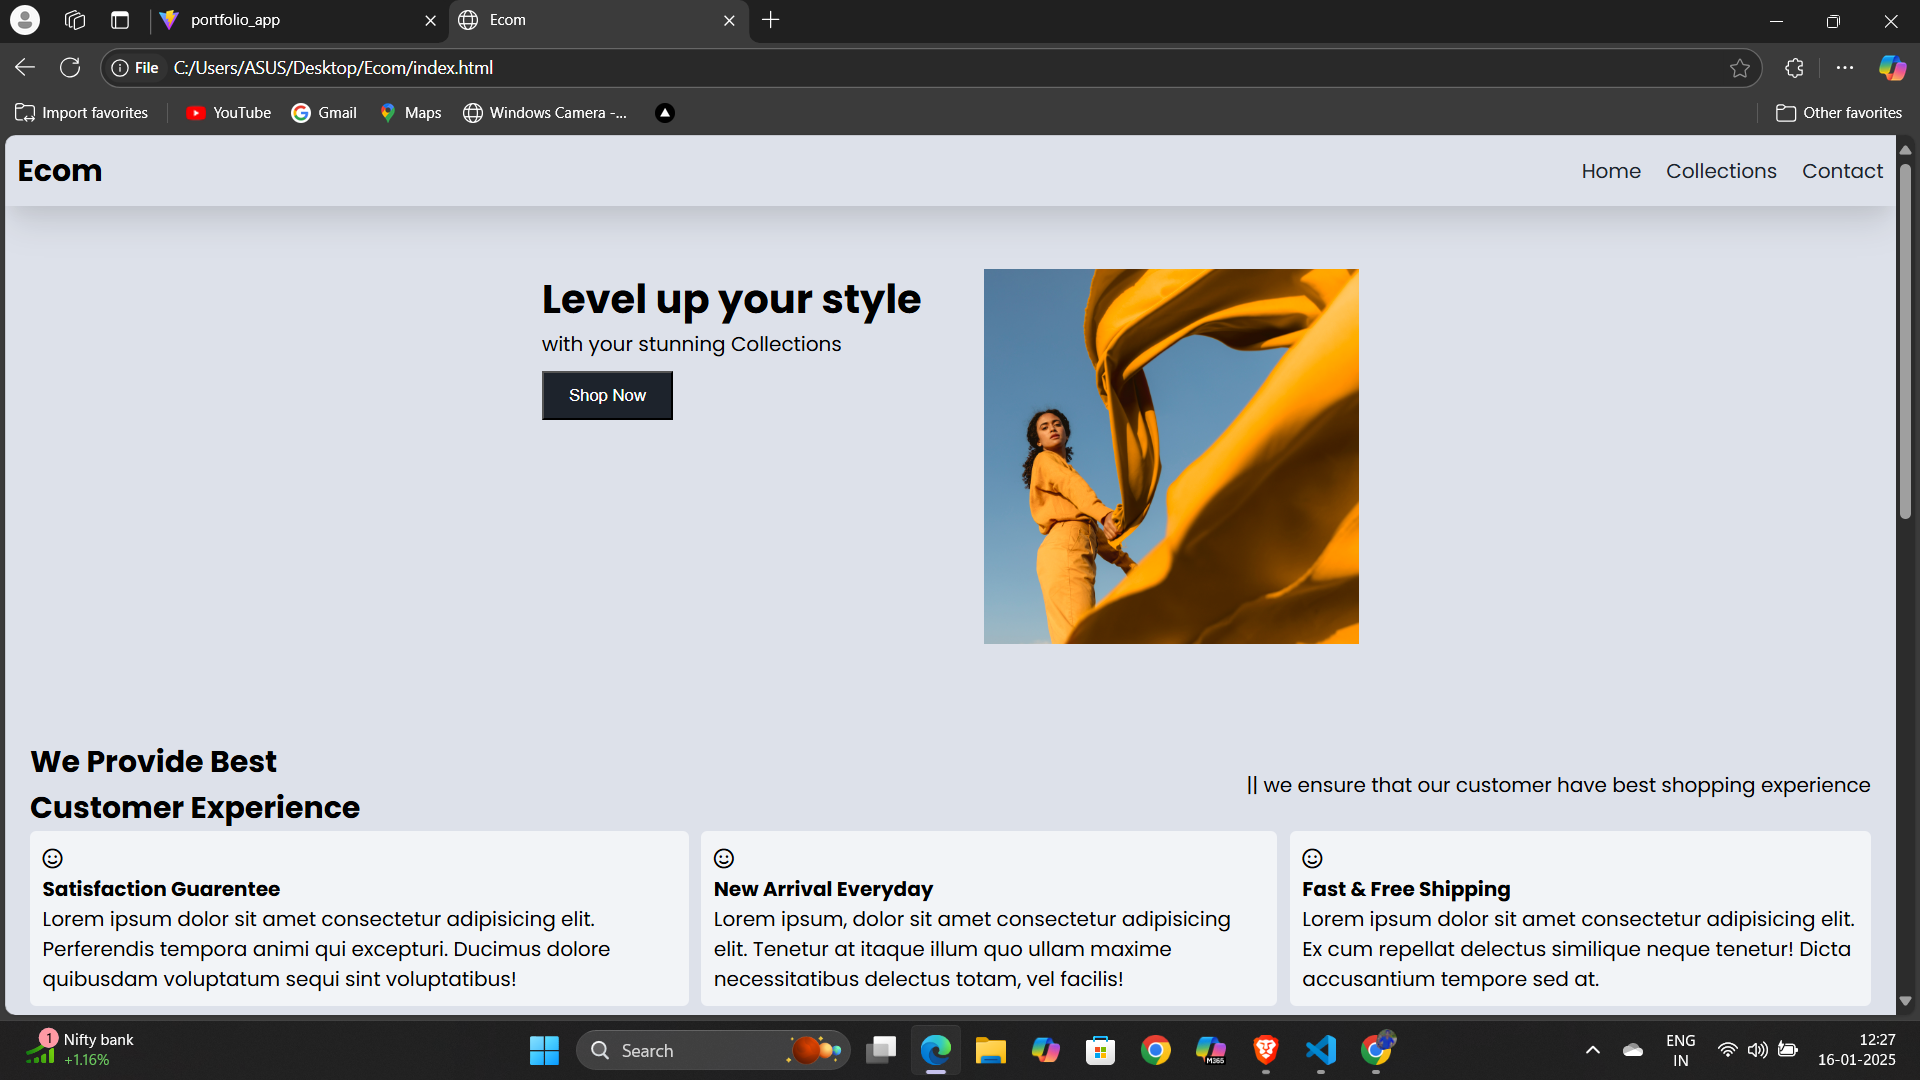 portfolio_app
Ecom
File C:/Users/ASUS/Desktop/Ecom/index.html
Import favorites YouTube Gmail Maps Windows Camera -... Other favorites
Ecom Home Collections Contact
Level up your style
with your stunning Collections
Shop Now
We Provide Best
Customer Experience
|| we ensure that our customer have best shopping experience
Satisfaction Guarentee
Lorem ipsum dolor sit amet consectetur adipisicing elit.
Perferendis tempora animi qui excepturi. Ducimus dolore
quibusdam voluptatum sequi sint voluptatibus!
New Arrival Everyday
Lorem ipsum, dolor sit amet consectetur adipisicing
elit. Tenetur at itaque illum quo ullam maxime
necessitatibus delectus totam, vel facilis!
Fast & Free Shipping
Lorem ipsum dolor sit amet consectetur adipisicing elit.
Ex cum repellat delectus similique neque tenetur! Dicta
accusantium tempore sed at.
1
Nifty bank
+1.16%
Search
M365
ENG
IN
12:27
16-01-2025